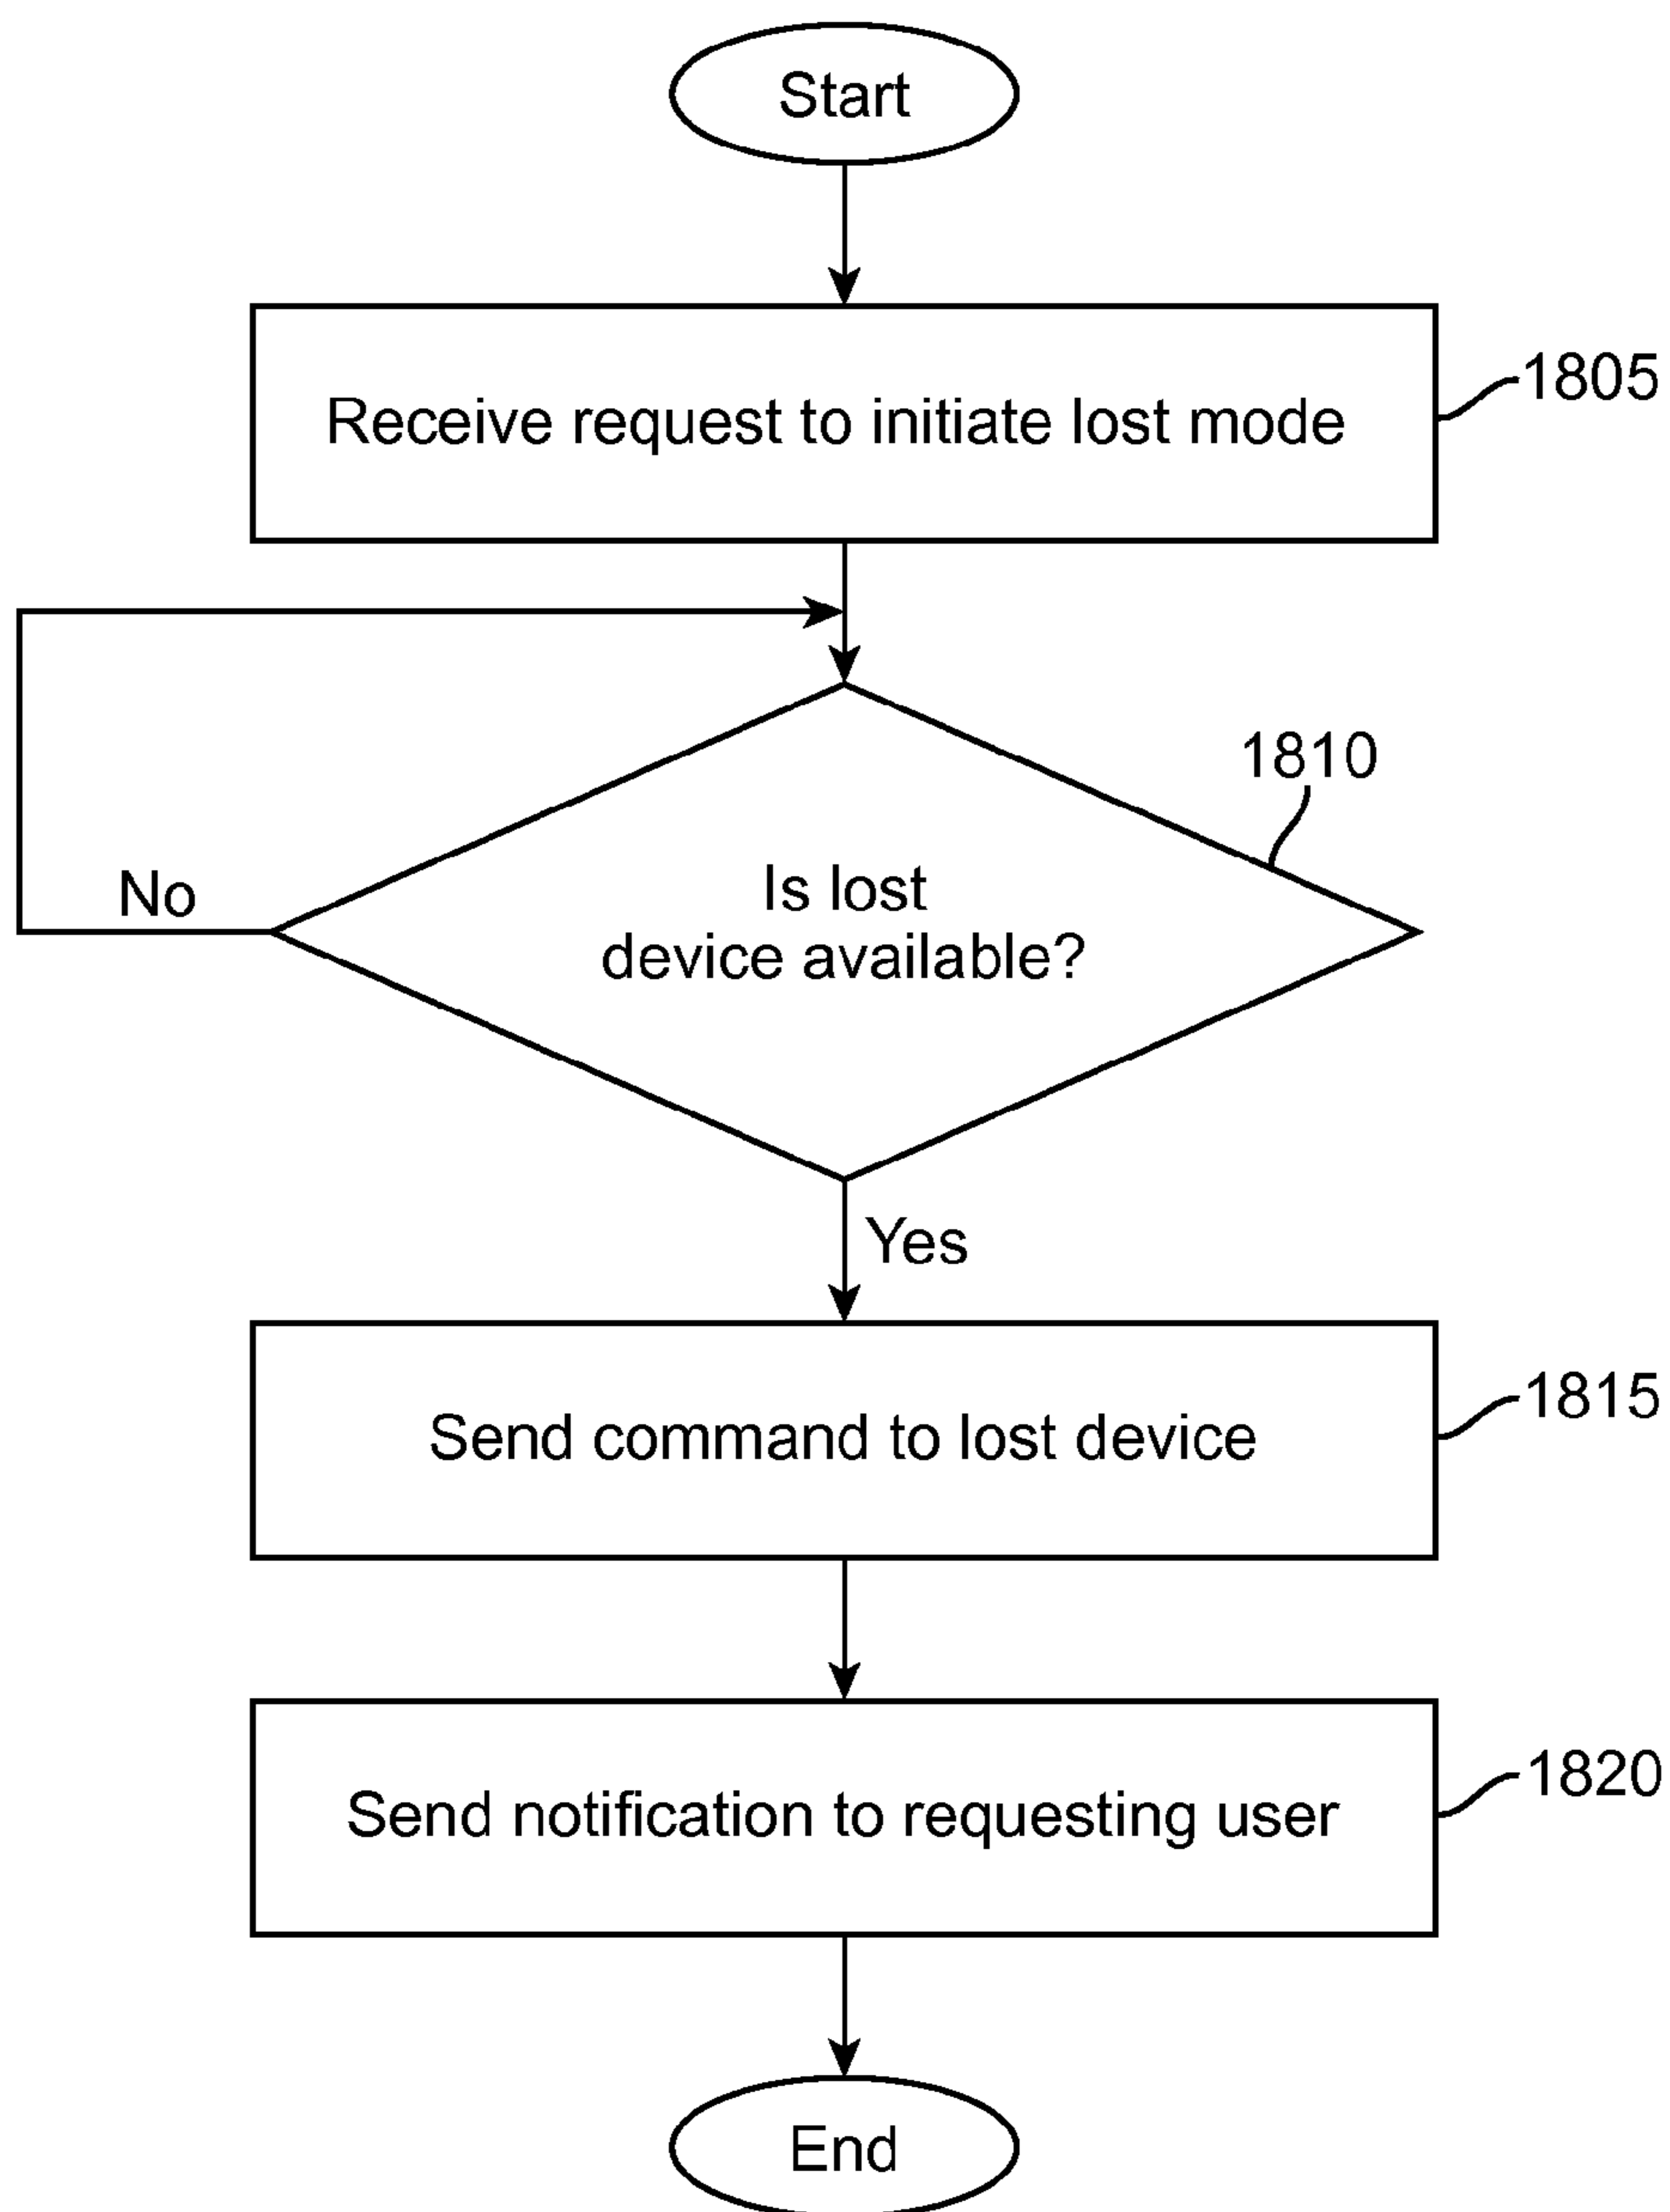 Start
Receive request to initiate lost mode
1805
1810
Is lost
device available?
No
Yes
Send command to lost device
1815
Send notification to requesting user
1820
End